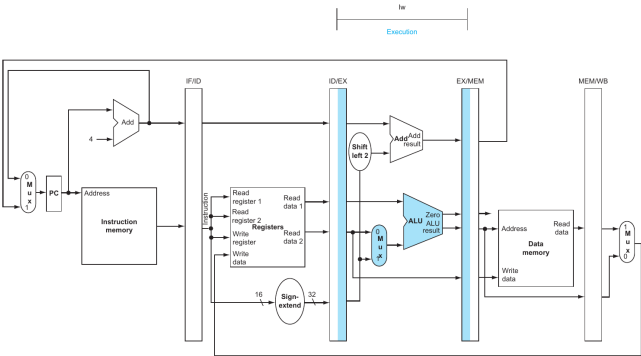 lw
Execution
IF/ID
ID/EX
EX/MEM
MEM/WB
Add
4
Add Add
result
Shift
left 2
0
M
u
x
1
PC
Address
Instruction
memory
Instruction
Read
register 1
Read
register 2
Write
register
Write
data
Registers
Read
data 1
Read
data 2
16
Sign-
extend
32
0
M
u
x
1
ALU
Zero
ALU
result
Address
Read
data
Data
memory
Write
data
1
M
u
x
0